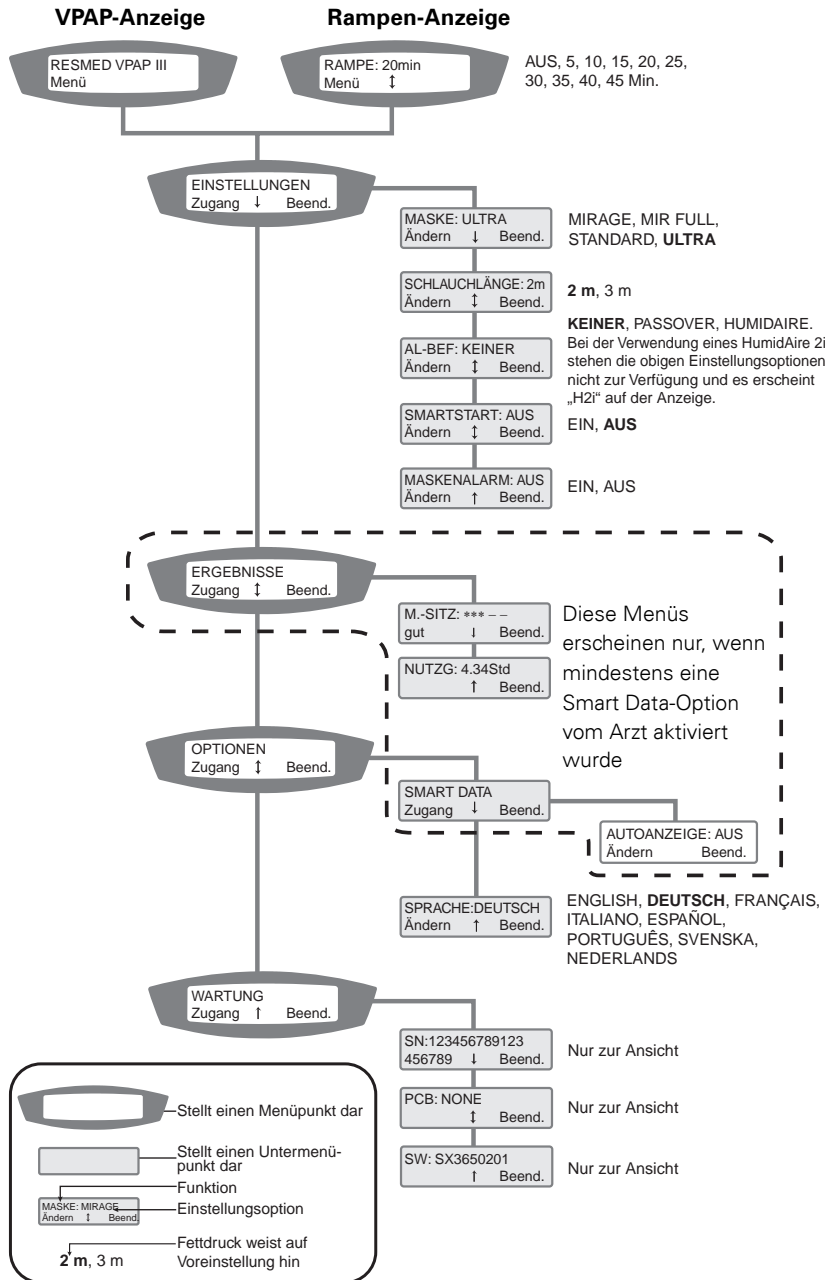 VPAP-Anzeige
Rampen-Anzeige
RESMED VPAP III
Menü
RAMPE: 20min
Menü ↕
AUS, 5, 10, 15, 20, 25,
30, 35, 40, 45 Min.
EINSTELLUNGEN
Zugang ↓ Beend.
MASKE: ULTRA
Ändern ↓ Beend.
MIRAGE, MIR FULL,
STANDARD, ULTRA
SCHLAUCHLÄNGE: 2m
Ändern ↕ Beend.
2 m, 3 m
AL-BEF: KEINER
Ändern ↕ Beend.
KEINER, PASSOVER, HUMIDAIRE.
Bei der Verwendung eines HumidAire 2i
stehen die obigen Einstellungsoptionen
nicht zur Verfügung und es erscheint
„H2i“ auf der Anzeige.
SMARTSTART: AUS
Ändern ↕ Beend.
EIN, AUS
MASKENALARM: AUS
Ändern ↑ Beend.
EIN, AUS
ERGEBNISSE
Zugang ↕ Beend.
M.-SITZ: *** – –
gut ↓ Beend.
NUTZG: 4.34Std
↑ Beend.
Diese Menüs
erscheinen nur, wenn
mindestens eine
Smart Data-Option
vom Arzt aktiviert
wurde
OPTIONEN
Zugang ↕ Beend.
SMART DATA
Zugang ↓ Beend.
AUTOANZEIGE: AUS
Ändern Beend.
SPRACHE:DEUTSCH
Ändern ↑ Beend.
ENGLISH, DEUTSCH, FRANÇAIS,
ITALIANO, ESPAÑOL,
PORTUGUÊS, SVENSKA,
NEDERLANDS
WARTUNG
Zugang ↑ Beend.
SN:123456789123
456789 ↓ Beend.
Nur zur Ansicht
PCB: NONE
↕ Beend.
Nur zur Ansicht
SW: SX3650201
↑ Beend.
Nur zur Ansicht
Stellt einen Menüpunkt dar
Stellt einen Untermenü-
punkt dar
Funktion
MASKE: MIRAGE
Ändern ↕ Beend.
Einstellungsoption
2 m, 3 m
Fettdruck weist auf
Voreinstellung hin